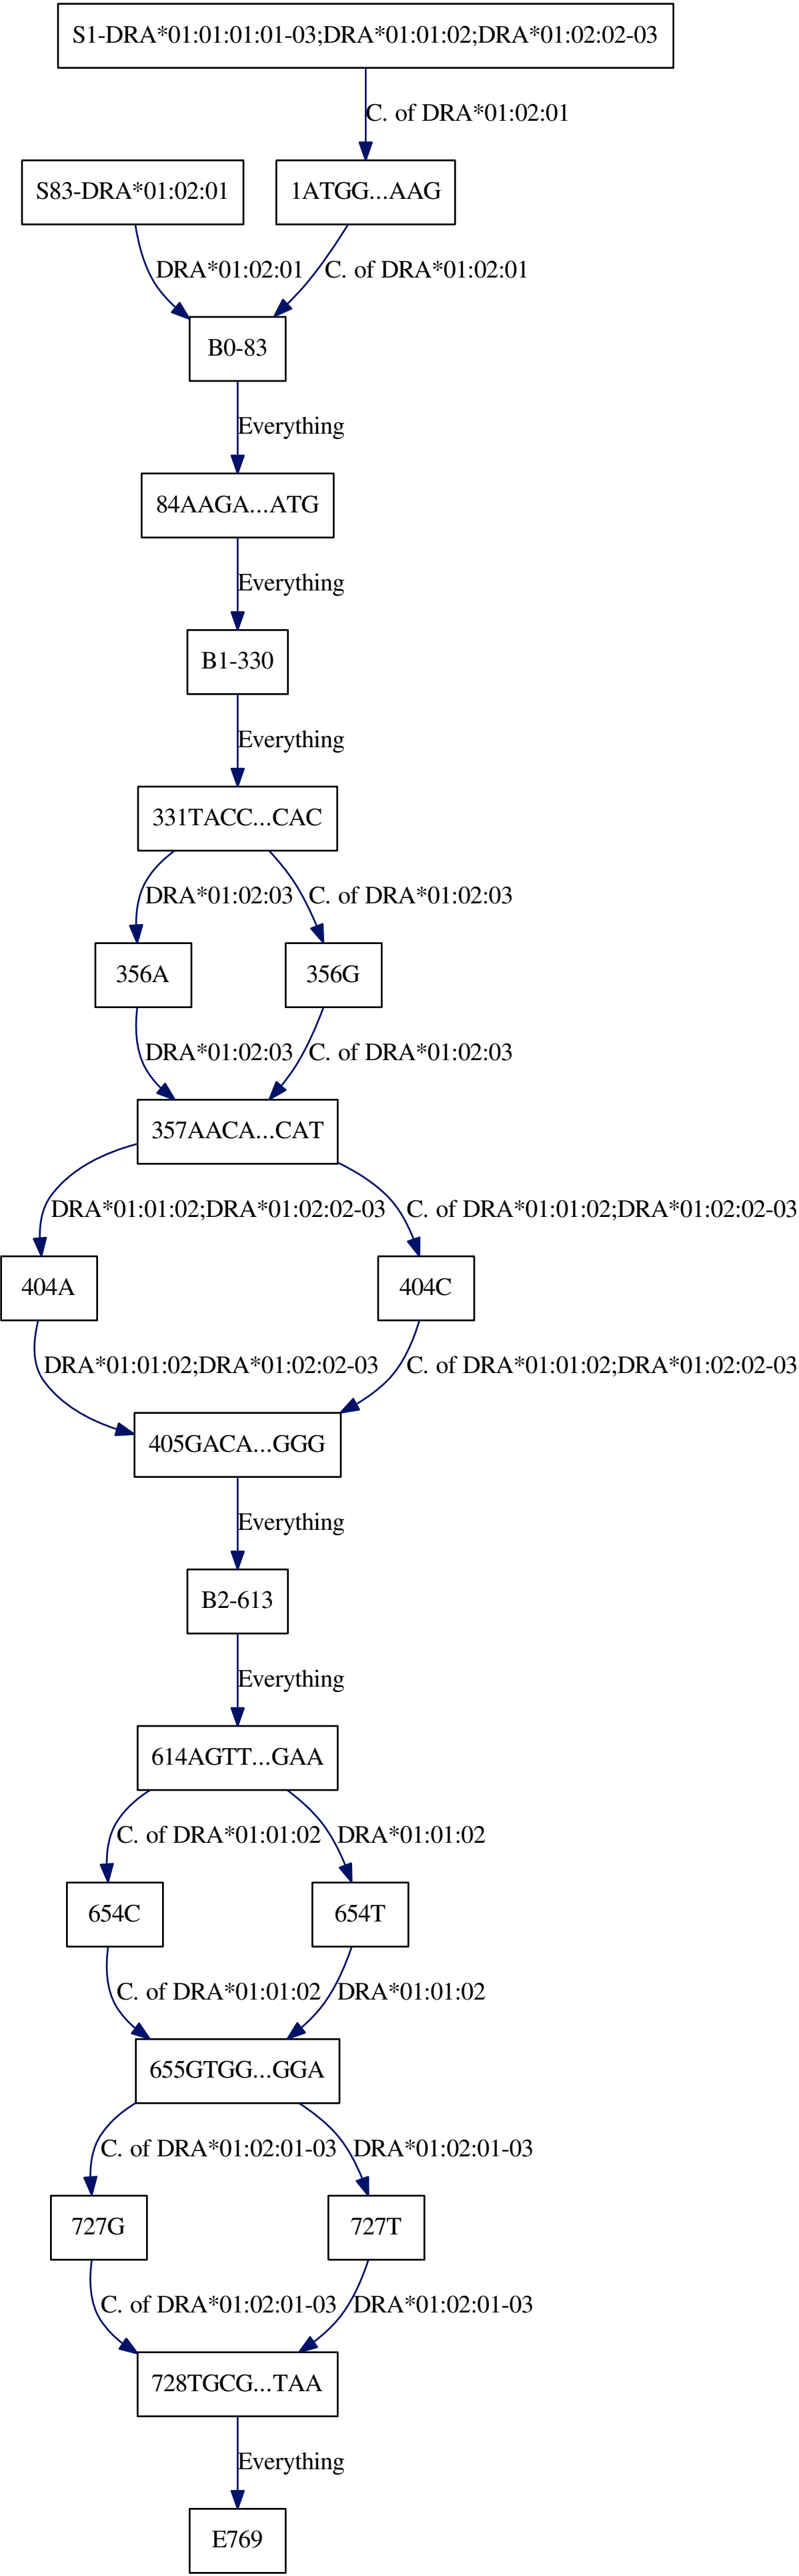 S1-DRA*01:01:01:01-03;DRA*01:01:02;DRA*01:02:02-03
C. of DRA*01:02:01
S83-DRA*01:02:01
1ATGG...AAG
DRA*01:02:01
C. of DRA*01:02:01
B0-83
Everything
84AAGA...ATG
Everything
B1-330
Everything
331TACC...CAC
DRA*01:02:03
C. of DRA*01:02:03
356A
356G
DRA*01:02:03
C. of DRA*01:02:03
357AACA...CAT
DRA*01:01:02;DRA*01:02:02-03
C. of DRA*01:01:02;DRA*01:02:02-03
404A
404C
DRA*01:01:02;DRA*01:02:02-03
C. of DRA*01:01:02;DRA*01:02:02-03
405GACA...GGG
Everything
B2-613
Everything
614AGTT...GAA
C. of DRA*01:01:02
DRA*01:01:02
654C
654T
C. of DRA*01:01:02
DRA*01:01:02
655GTGG...GGA
C. of DRA*01:02:01-03
DRA*01:02:01-03
727G
727T
C. of DRA*01:02:01-03
DRA*01:02:01-03
728TGCG...TAA
Everything
E769